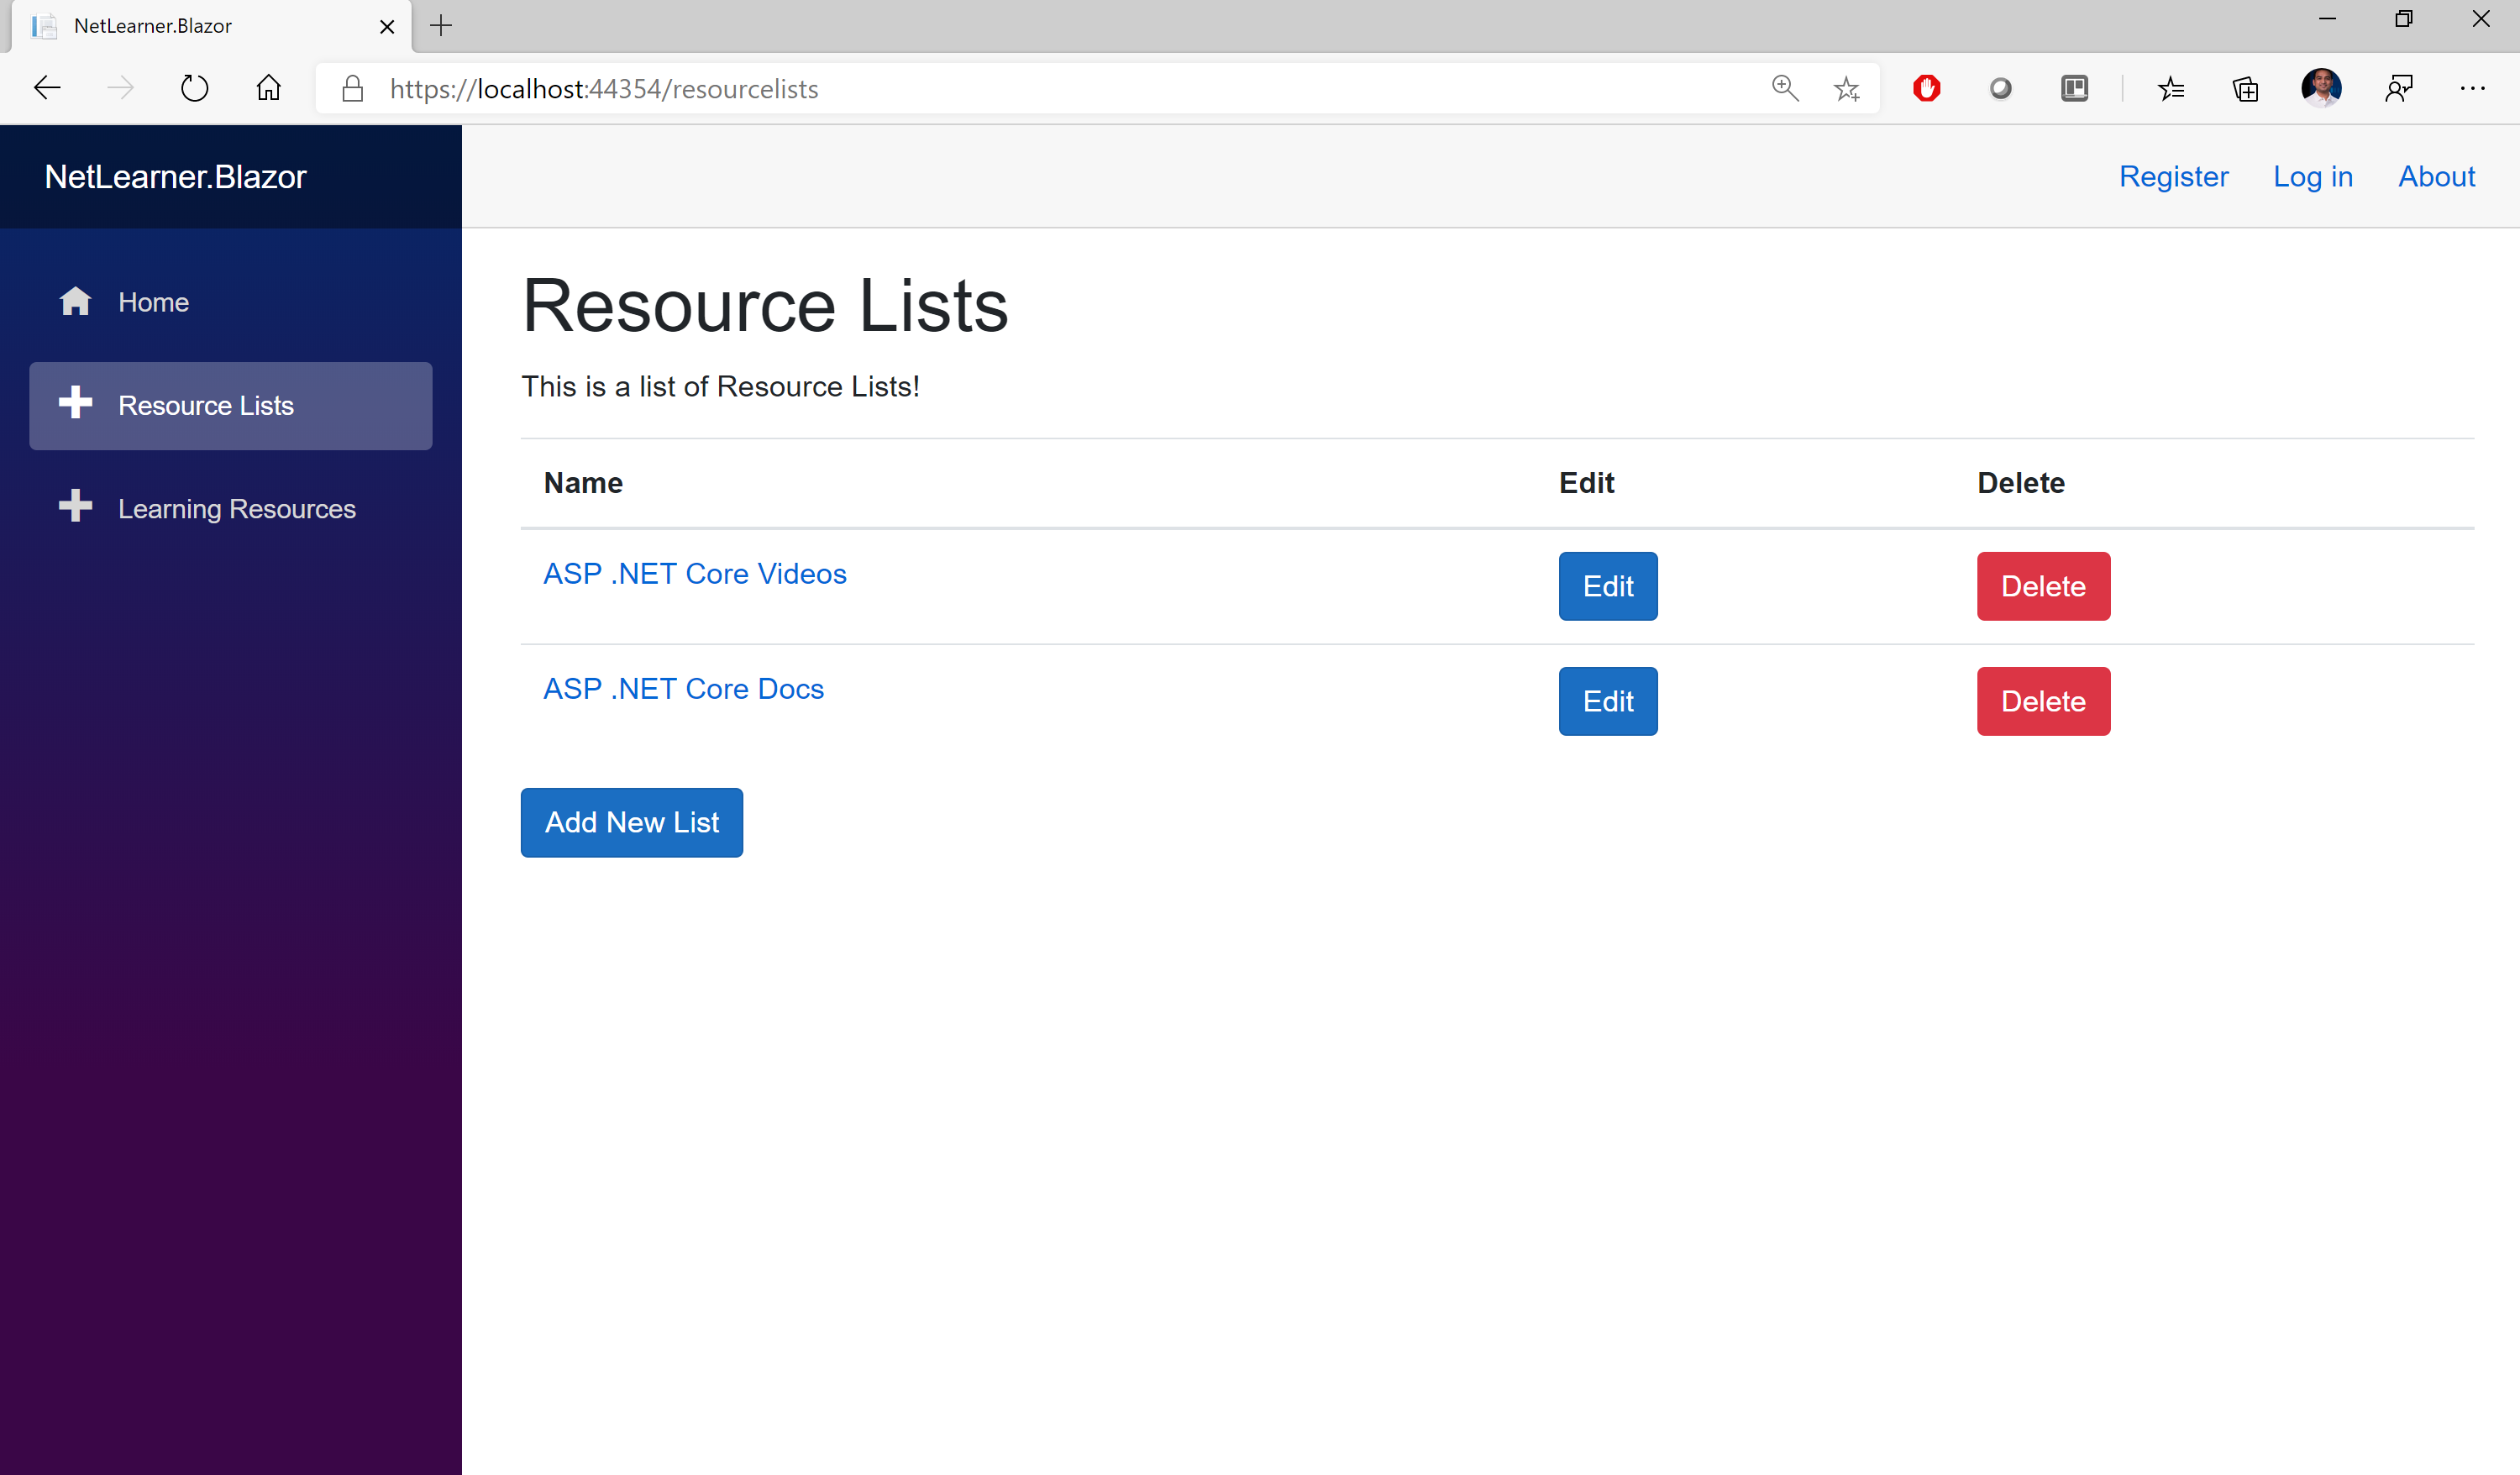 NetLearner.Blazor
https://localhost:44354/resourcelists
NetLearner.Blazor
Register Log in About
Home
Resource Lists
Learning Resources
Resource Lists
This is a list of Resource Lists!
Name Edit Delete
ASP .NET Core Videos Edit Delete
ASP .NET Core Docs Edit Delete
Add New List